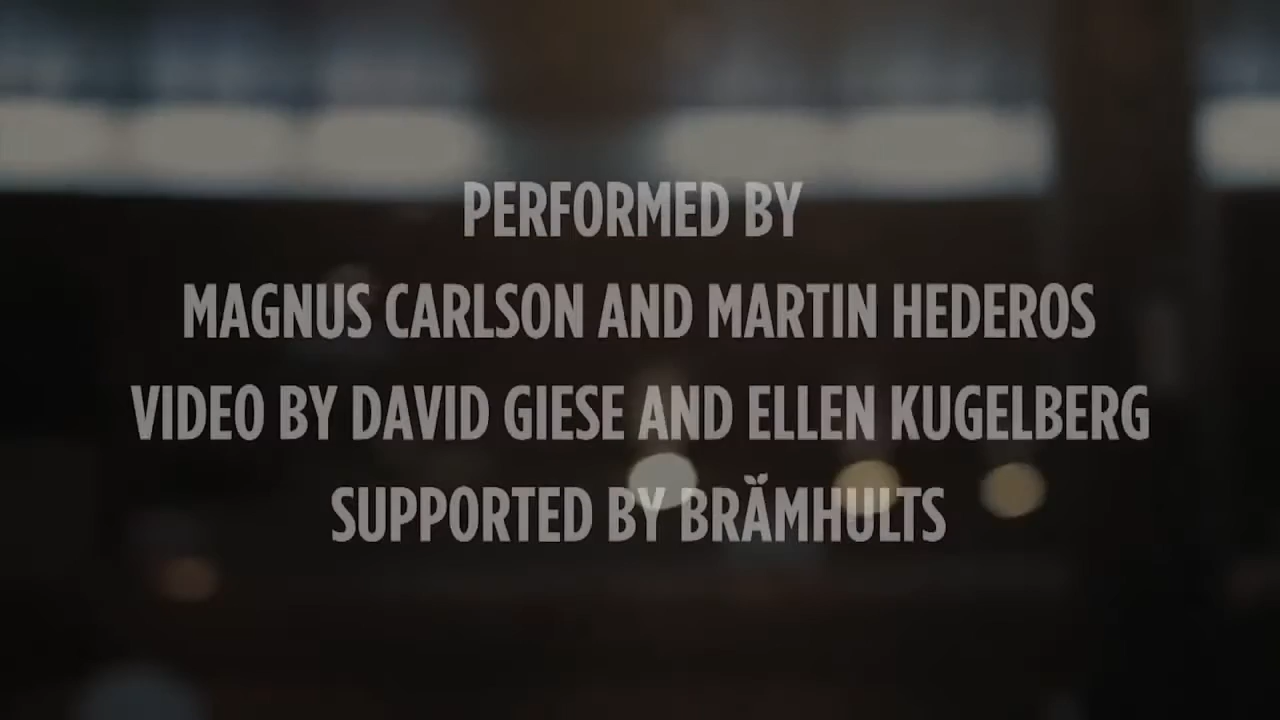 PERFORMED BY
MAGNUS CARLSON AND MARTIN HEDEROS
VIDEO BY DAVID GIESE AND ELLEN KUGELBERG
SUPPORTED BY BRĂMHULTS